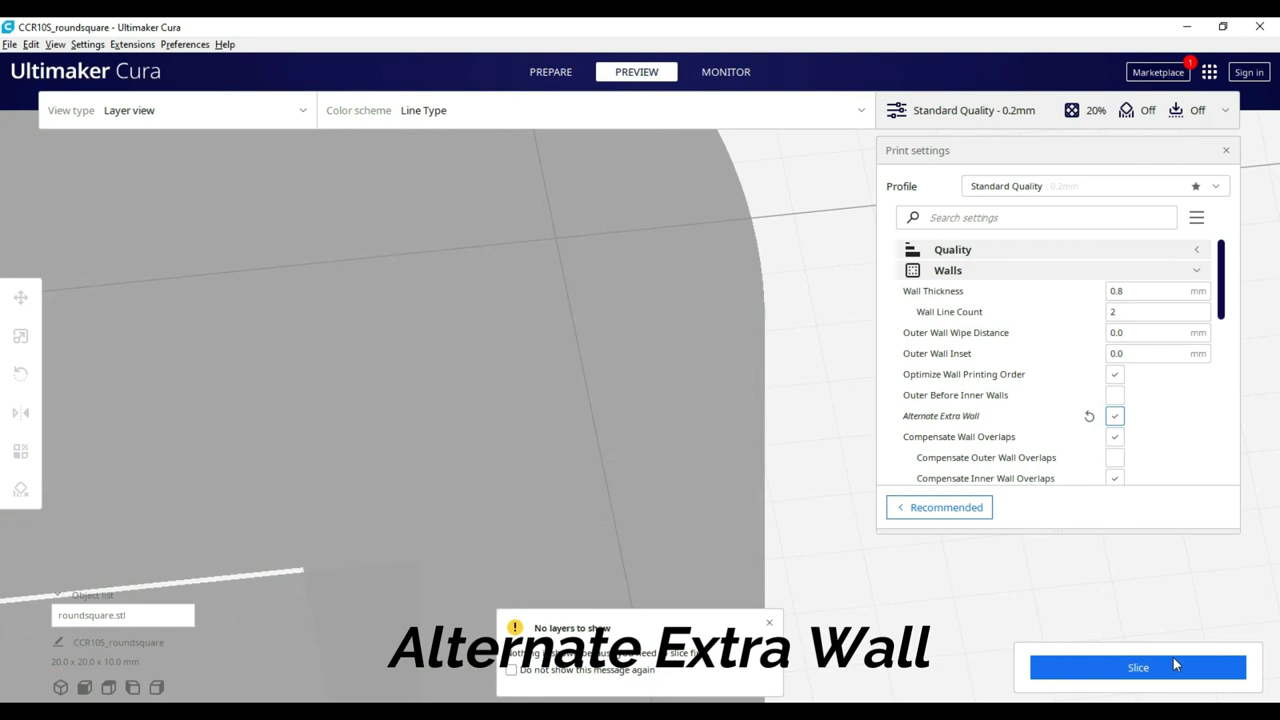 CCR10S_roundsquare - Ultimaker Cura
File Edit View Settings Extensions Preferences Help
Ultimaker Cura
PREPARE PREVIEW MONITOR
Marketplace 1 Sign in
View type Layer view
Color scheme Line Type
Standard Quality - 0.2mm 20% Off Off
Print settings
Profile Standard Quality 0.2mm
Search settings
Quality
Walls
Wall Thickness 0.8 mm
Wall Line Count 2
Outer Wall Wipe Distance 0.0 mm
Outer Wall Inset 0.0 mm
Optimize Wall Printing Order
Outer Before Inner Walls
Alternate Extra Wall
Compensate Wall Overlaps
Compensate Outer Wall Overlaps
Compensate Inner Wall Overlaps
Recommended
Object list
roundsquare.stl
CCR10S_roundsquare
20.0 x 20.0 x 10.0 mm
No layers to show
Do not show this message again
Alternate Extra Wall
Slice